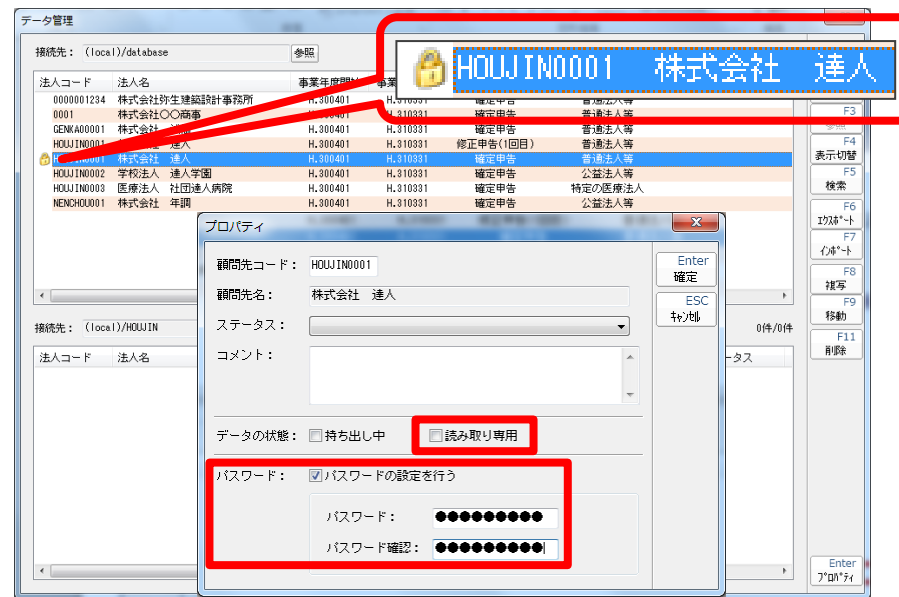 データ管理
接続先： (local)/database 参照
HOUJIN0001 株式会社 達人
法人コード 法人名 事業年度開始
0000001234 株式会社弥生建築設計事務所 H.300401 H.310331 確定申告 普通法人等
0001 株式会社〇〇商事 H.300401 H.310331 確定申告 普通法人等
GENKA00001 株式会社 H.300401 H.310331 確定申告 普通法人等
HOUJIN0001 達人 H.300401 H.310331 修正申告(1回目) 普通法人等
株式会社 達人 H.300401 H.310331 確定申告 普通法人等
HOUJIN0002 学校法人 達人学園 H.300401 H.310331 確定申告 公益法人等
HOUJIN0003 医療法人 社団達人病院 H.300401 H.310331 確定申告 特定の医療法人
NENCHOU001 株式会社 年調 H.300401 H.310331 確定申告 公益法人等
F3
参照
F4
表示切替
F5
検索
F6
ｴｸｽﾎﾟｰﾄ
F7
ｲﾝﾎﾟｰﾄ
F8
複写
F9
移動
F11
削除
接続先： (local)/HOUJIN
0件/0件
法人コード 法人名
ータス
プロパティ
顧問先コード： HOUJIN0001
顧問先名： 株式会社 達人
ステータス：
コメント：
データの状態： 持ち出し中 読み取り専用
パスワード： パスワードの設定を行う
パスワード： ●●●●●●●●●
パスワード確認： ●●●●●●●●●
Enter
確定
ESC
ｷｬﾝｾﾙ
Enter
ﾌﾟﾛﾊﾟﾃｨ